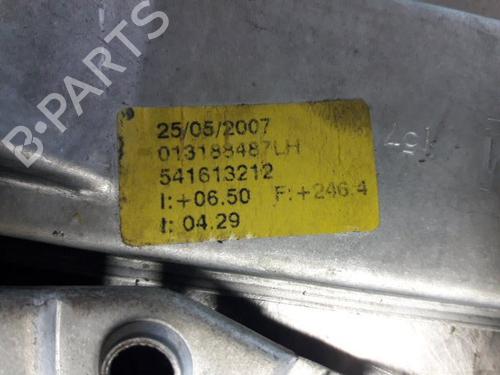 B-PARTS
25/05/2007
013188487LH
541613212
I:+06.50 F:+246.4
I: 04.29